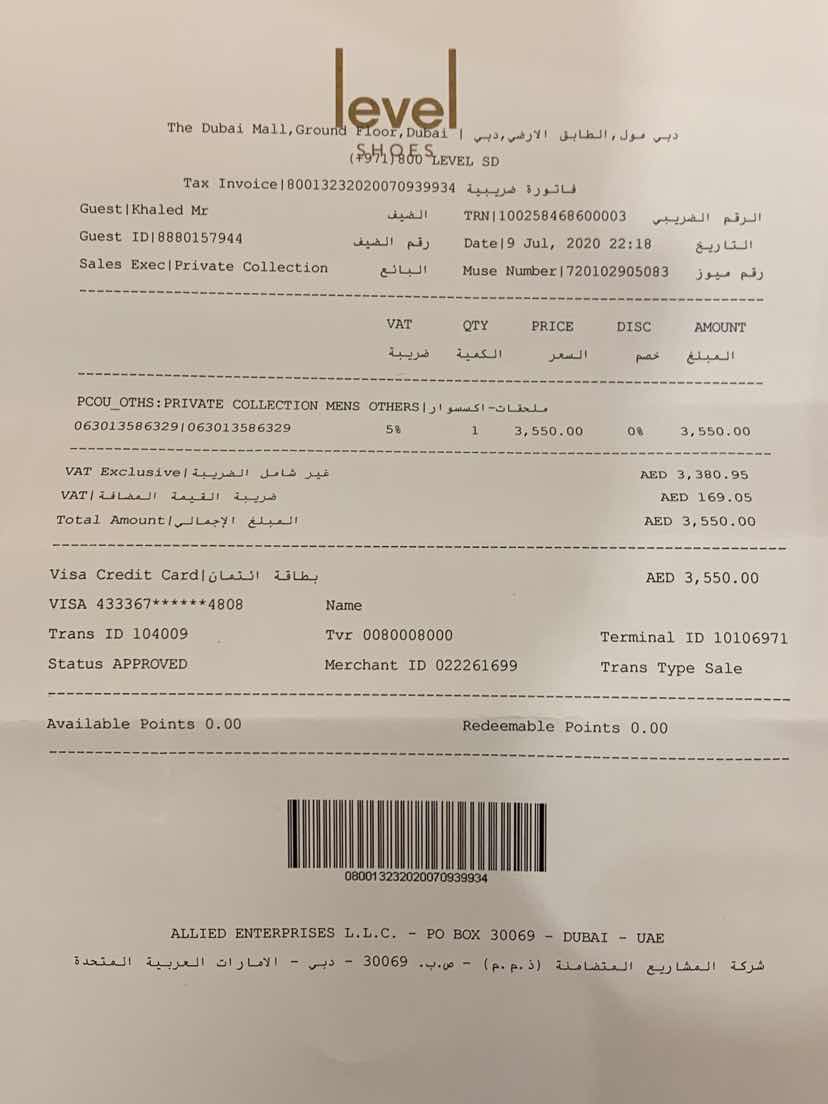 level
SHOES
The Dubai Mall,Ground Floor,Dubai | دبي مول,الطابق الارضي,دبي
(+971)800 LEVEL SD
Tax Invoice|80013232020070939934 فاتورة ضريبية
Guest|Khaled Mr الضيف TRN|100258468600003 الرقم الضريبي
Guest ID|8880157944 رقم الضيف Date|9 Jul, 2020 22:18 التاريخ
Sales Exec|Private Collection البائع Muse Number|720102905083 رقم ميوز
VAT QTY PRICE DISC AMOUNT
ضريبة الكمية السعر خصم المبلغ
PCOU_OTHS:PRIVATE COLLECTION MENS OTHERS|ملحقات-اكسسوار
063013586329|063013586329 5% 1 3,550.00 0% 3,550.00
VAT Exclusive|غير شامل الضريبة AED 3,380.95
VAT|ضريبة القيمة المضافة AED 169.05
Total Amount|المبلغ الإجمالي AED 3,550.00
Visa Credit Card|بطاقة ائتمان AED 3,550.00
VISA 433367******4808 Name
Trans ID 104009 Tvr 0080008000 Terminal ID 10106971
Status APPROVED Merchant ID 022261699 Trans Type Sale
Available Points 0.00 Redeemable Points 0.00
080013232020070939934
ALLIED ENTERPRISES L.L.C. - PO BOX 30069 - DUBAI - UAE
شركة المشاريع المتضامنة (ذ.م.م) - ص.ب. 30069 - دبي - الامارات العربية المتحدة